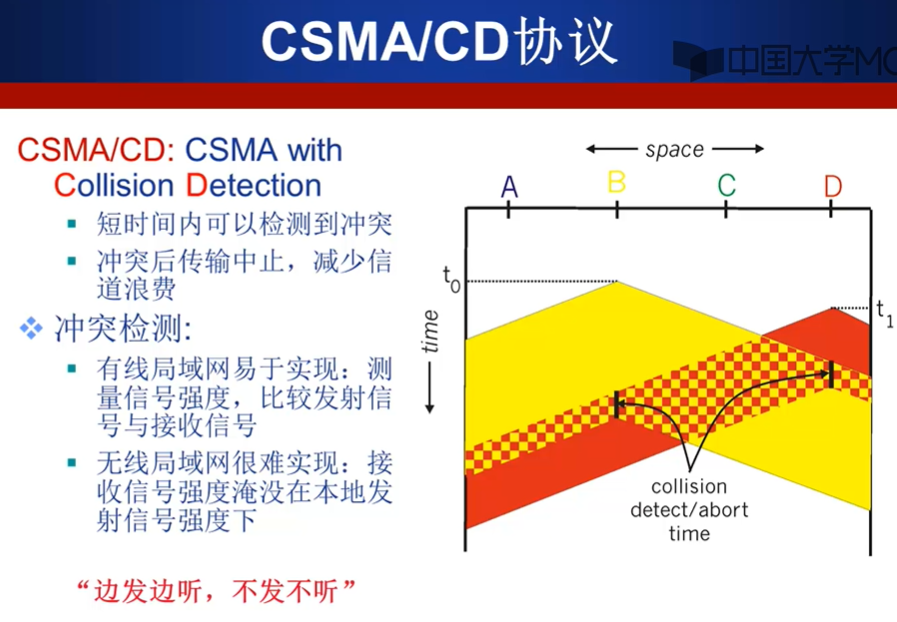 CSMA/CD协议
中国大学MO
CSMA/CD: CSMA with
Collision Detection
短时间内可以检测到冲突
冲突后传输中止，减少信
道浪费
冲突检测:
有线局域网易于实现：测
量信号强度，比较发射信
号与接收信号
无线局域网很难实现：接
收信号强度淹没在本地发
射信号强度下
“边发边听，不发不听”
space
A B C D
t0
t1
time
collision
detect/abort
time